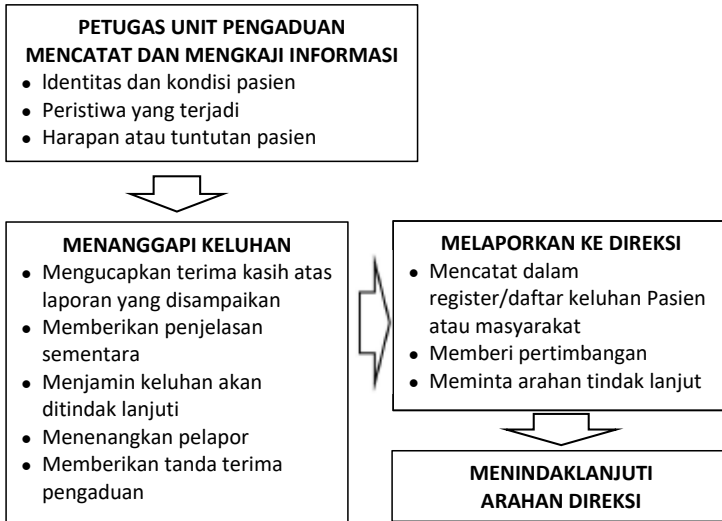 PETUGAS UNIT PENGADUAN
MENCATAT DAN MENGKAJI INFORMASI
• Identitas dan kondisi pasien
• Peristiwa yang terjadi
• Harapan atau tuntutan pasien
MENANGGAPI KELUHAN
• Mengucapkan terima kasih atas
laporan yang disampaikan
• Memberikan penjelasan
sementara
• Menjamin keluhan akan
ditindak lanjuti
• Menenangkan pelapor
• Memberikan tanda terima
pengaduan
MELAPORKAN KE DIREKSI
• Mencatat dalam
register/daftar keluhan Pasien
atau masyarakat
• Memberi pertimbangan
• Meminta arahan tindak lanjut
MENINDAKLANJUTI
ARAHAN DIREKSI